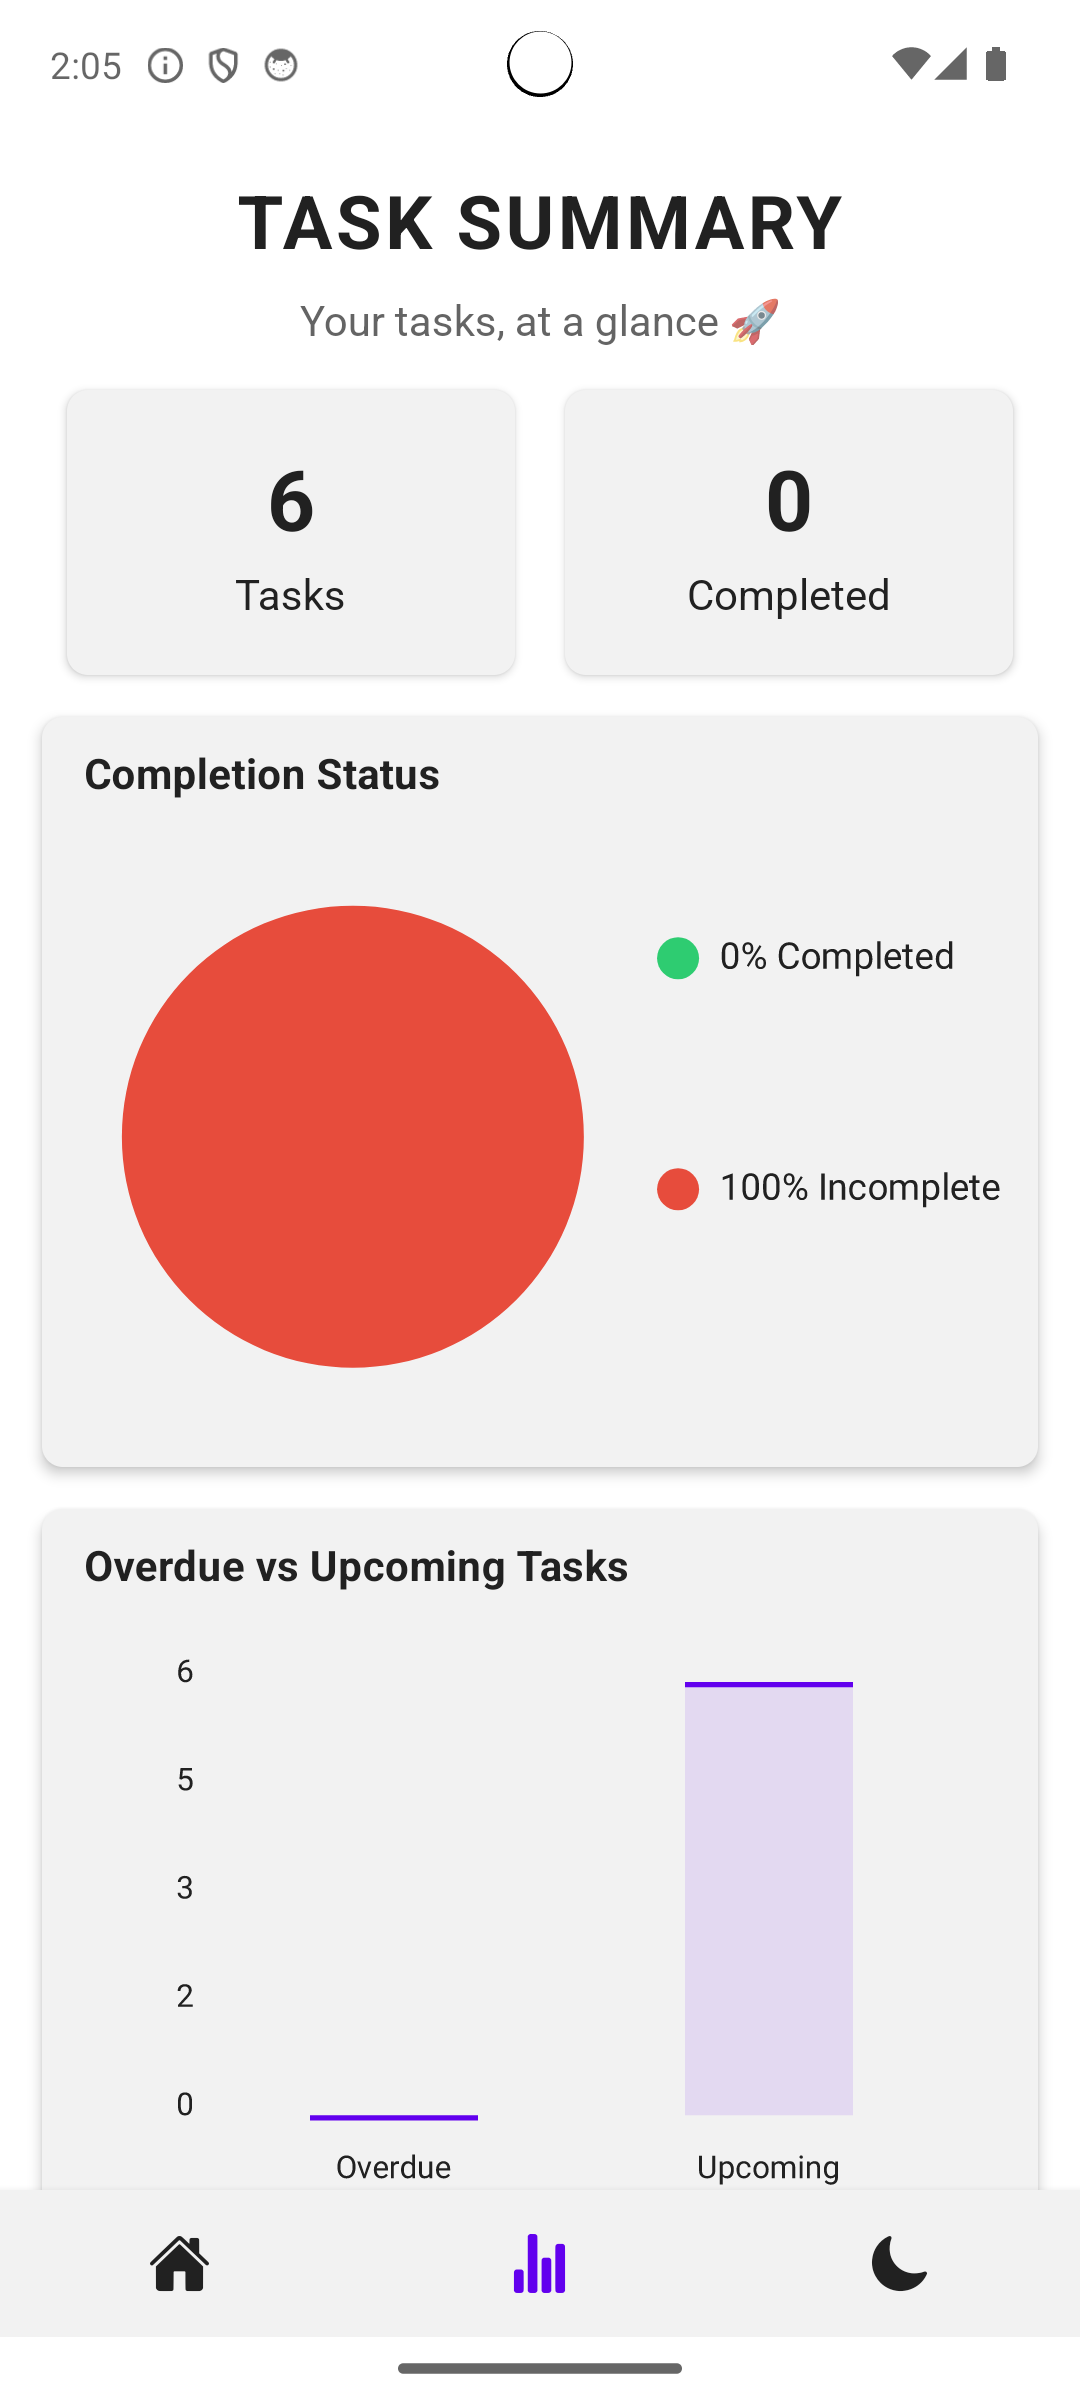 2:05
TASK SUMMARY
Your tasks, at a glance 🚀
6
Tasks
0
Completed
Completion Status
0% Completed
100% Incomplete
Overdue vs Upcoming Tasks
6
5
3
2
0
Overdue
Upcoming